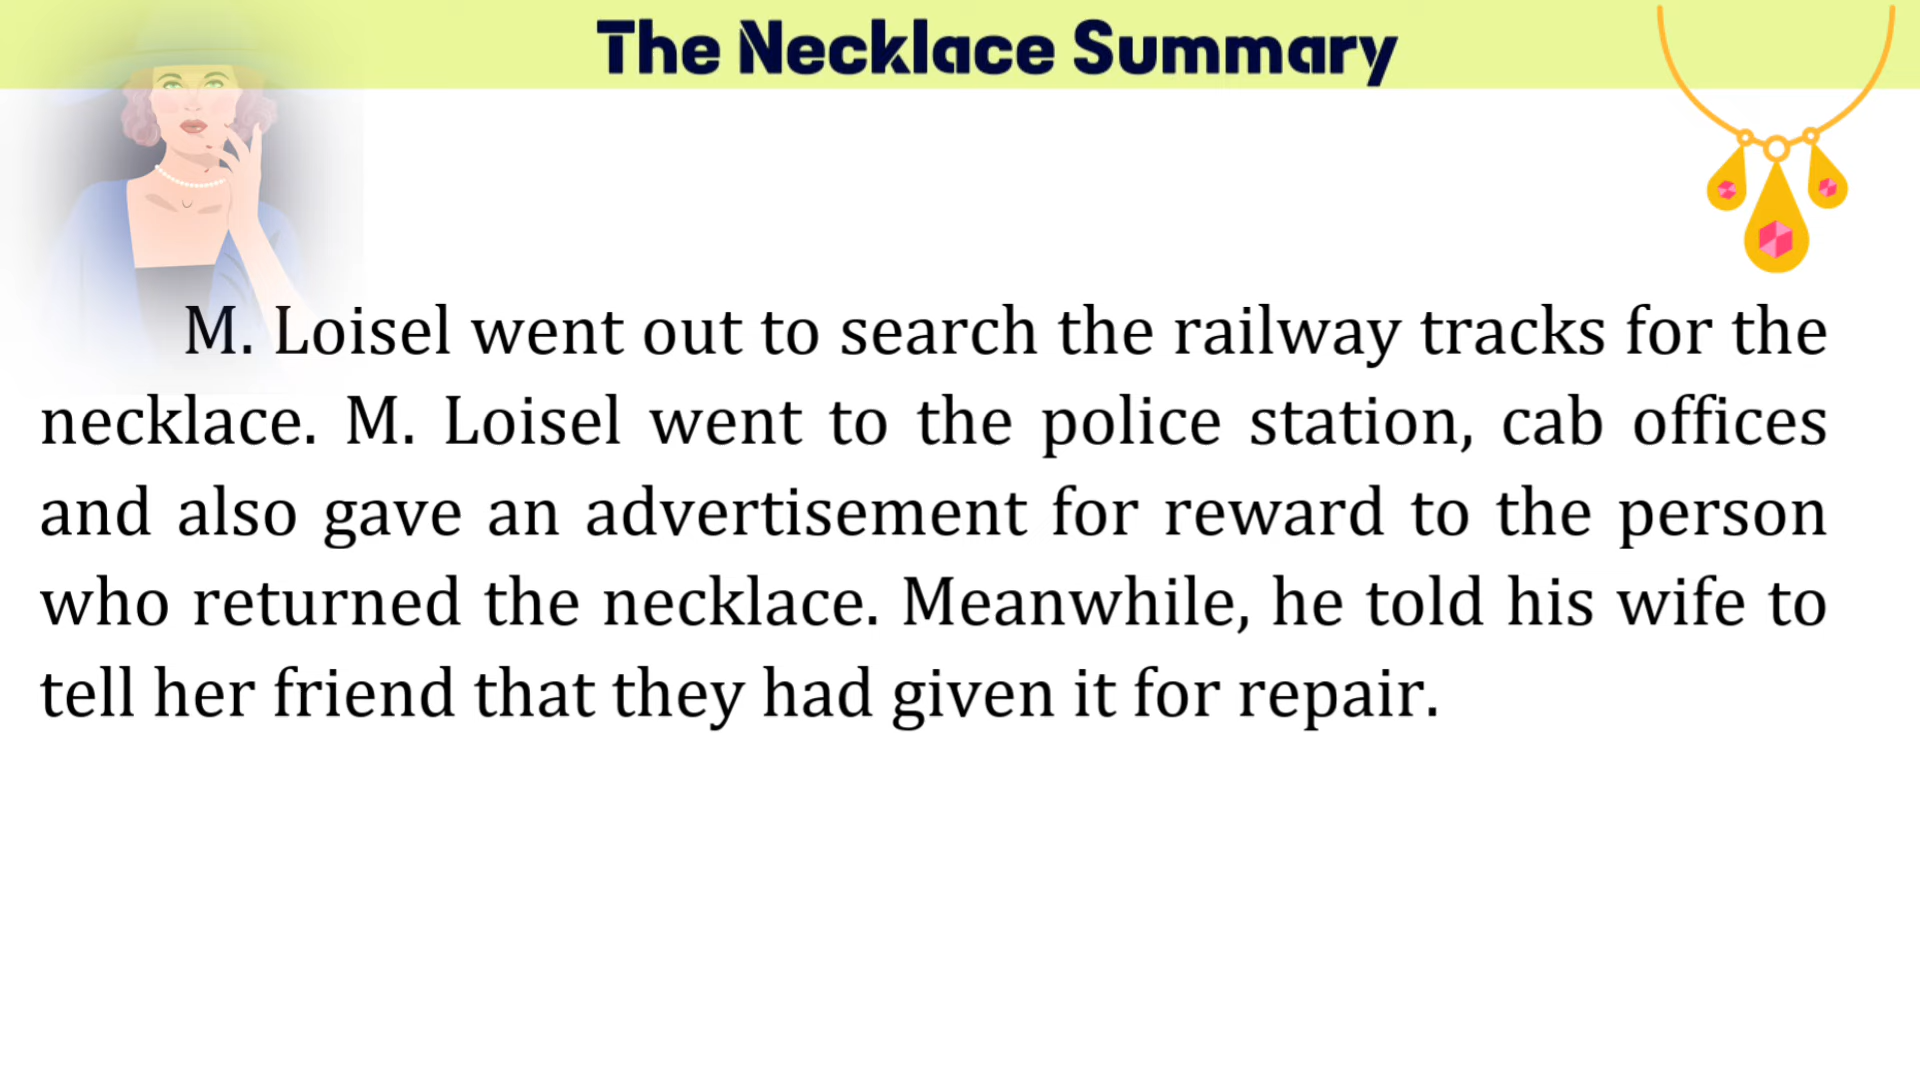 The Necklace Summary
M. Loisel went out to search the railway tracks for the
necklace. M. Loisel went to the police station, cab offices
and also gave an advertisement for reward to the person
who returned the necklace. Meanwhile, he told his wife to
tell her friend that they had given it for repair.